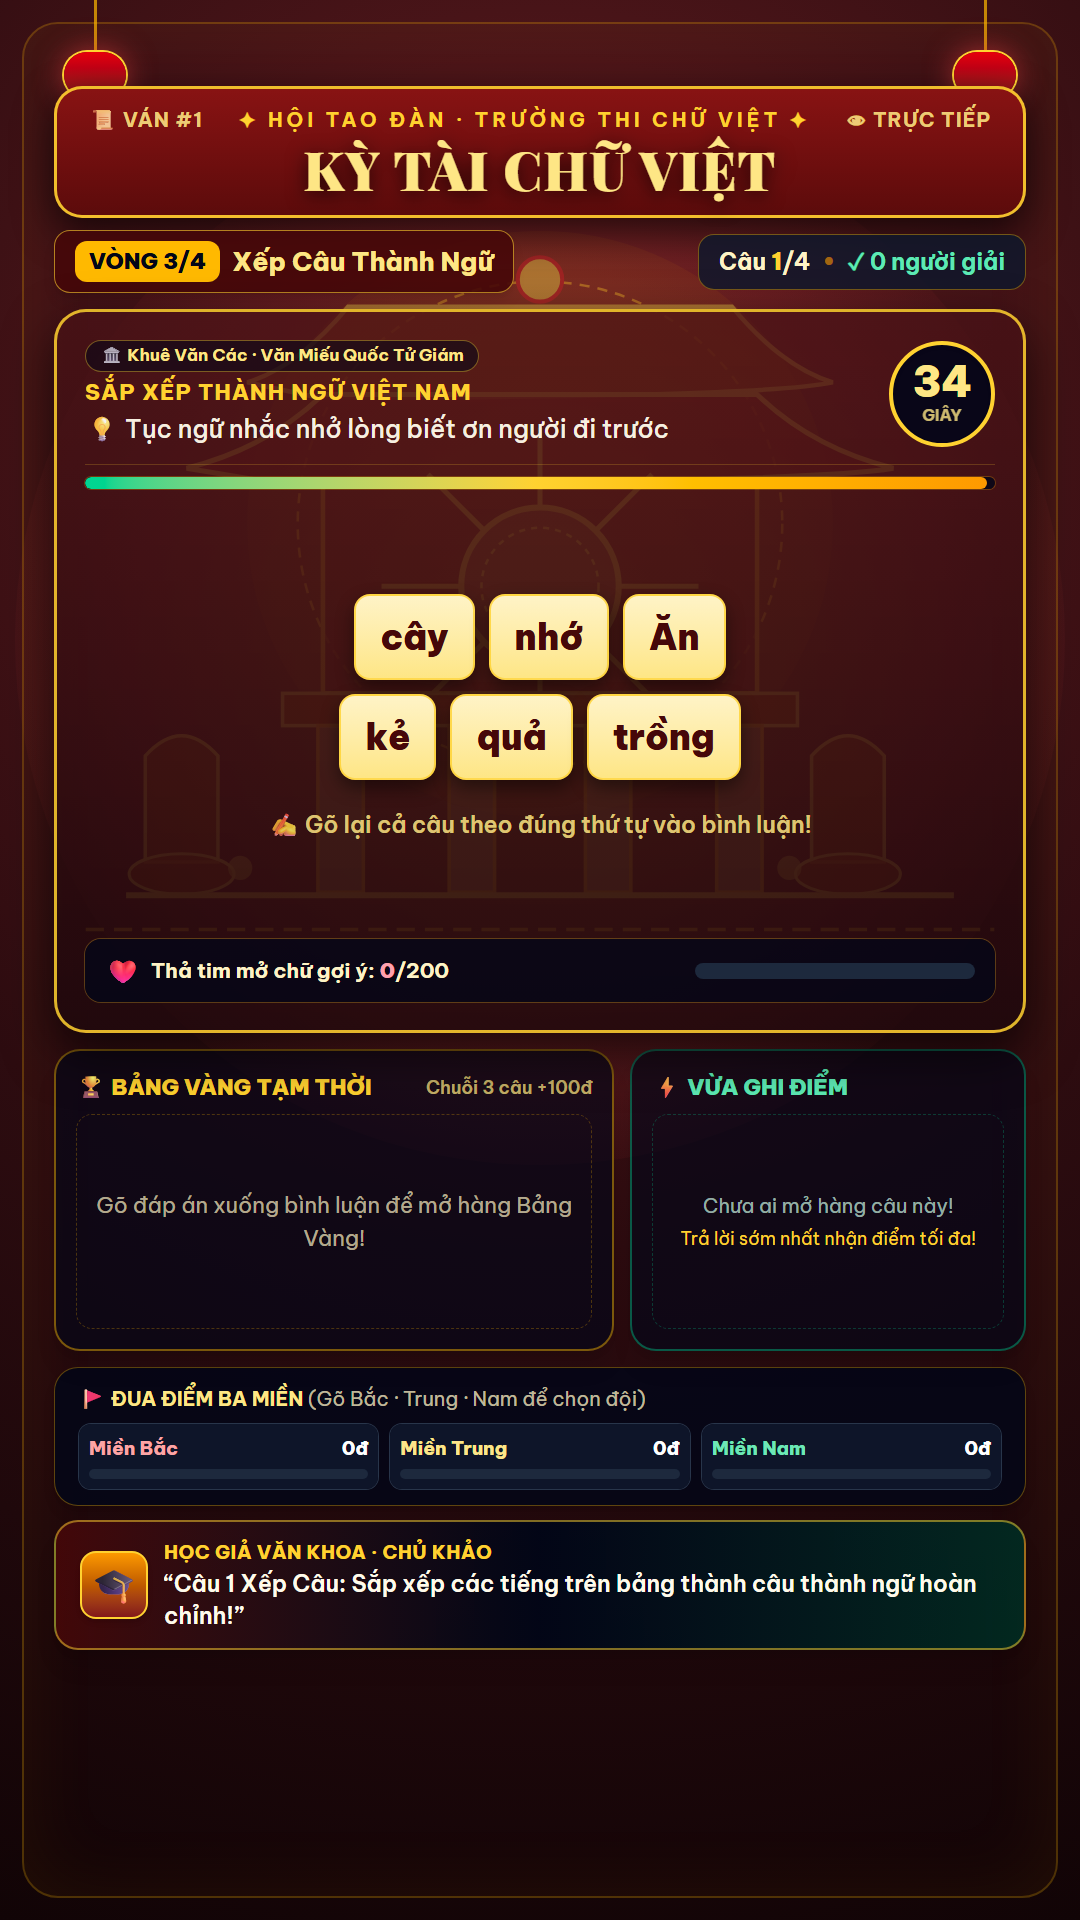 📜 VÁN #1
✦ HỘI TAO ĐÀN · TRƯỜNG THI CHỮ VIỆT ✦
👁 TRỰC TIẾP
KỲ TÀI CHỮ VIỆT
VÒNG 3/4 Xếp Câu Thành Ngữ
Câu 1/4 • ✓ 0 người giải
🏛 Khuê Văn Các · Văn Miếu Quốc Tử Giám
SẮP XẾP THÀNH NGỮ VIỆT NAM
💡 Tục ngữ nhắc nhở lòng biết ơn người đi trước
34
GIÂY
cây nhớ Ăn
kẻ quả trồng
✍ Gõ lại cả câu theo đúng thứ tự vào bình luận!
💗 Thả tim mở chữ gợi ý: 0/200
🏆 BẢNG VÀNG TẠM THỜI Chuỗi 3 câu +100đ
Gõ đáp án xuống bình luận để mở hàng Bảng
Vàng!
⚡ VỪA GHI ĐIỂM
Chưa ai mở hàng câu này!
Trả lời sớm nhất nhận điểm tối đa!
🚩 ĐUA ĐIỂM BA MIỀN (Gõ Bắc · Trung · Nam để chọn đội)
Miền Bắc 0đ
Miền Trung 0đ
Miền Nam 0đ
HỌC GIẢ VĂN KHOA · CHỦ KHẢO
“Câu 1 Xếp Câu: Sắp xếp các tiếng trên bảng thành câu thành ngữ hoàn
chỉnh!”